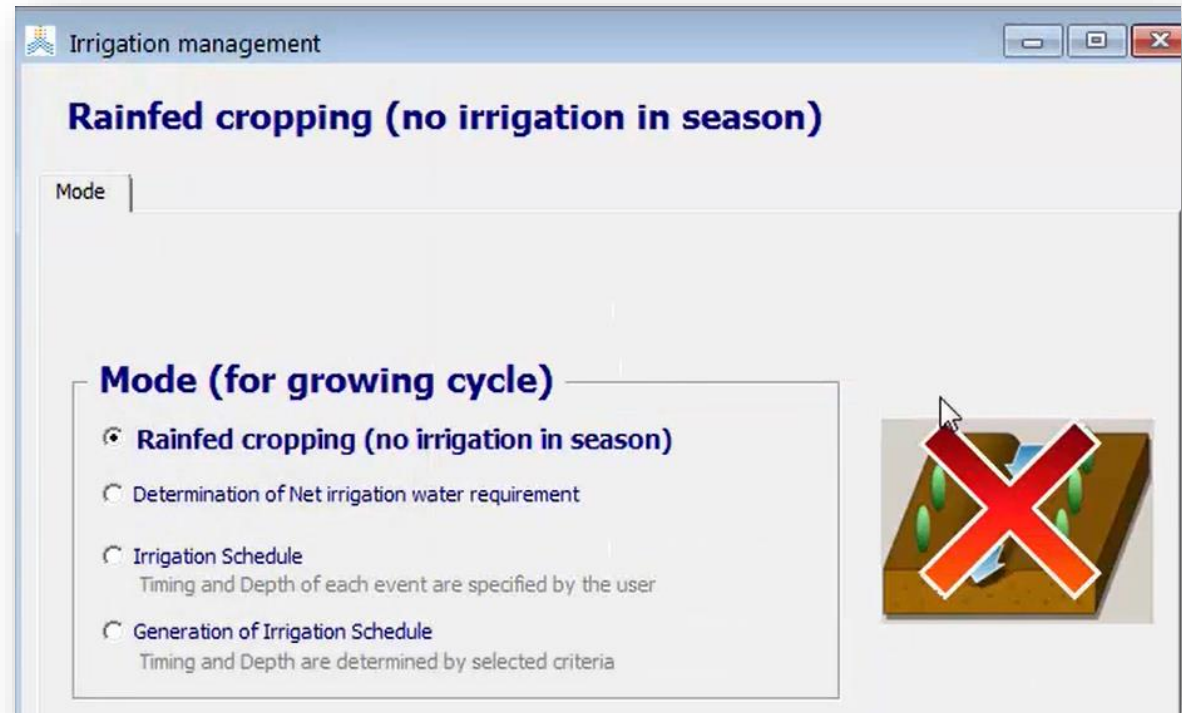 Irrigation management
Rainfed cropping (no irrigation in season)
Mode
Mode (for growing cycle)
Rainfed cropping (no irrigation in season)
Determination of Net irrigation water requirement
Irrigation Schedule
Timing and Depth of each event are specified by the user
Generation of Irrigation Schedule
Timing and Depth are determined by selected criteria